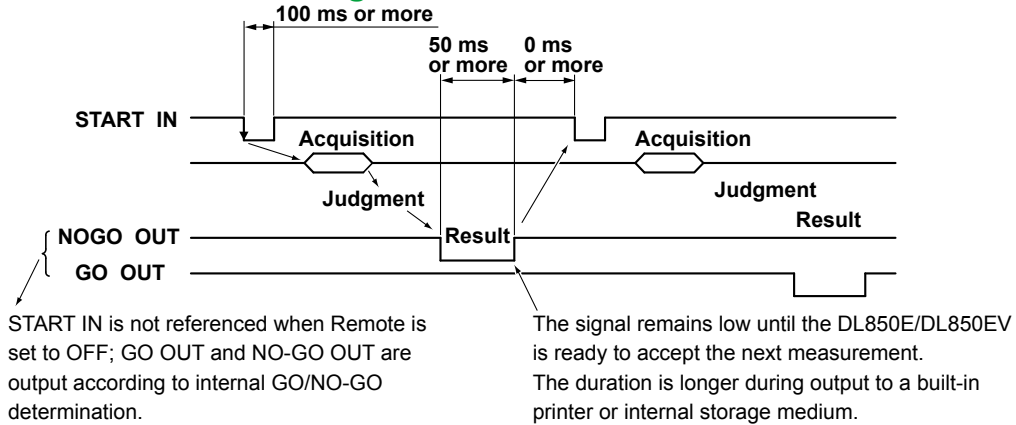 100 ms or more
50 ms
or more
0 ms
or more
START IN
Acquisition
Acquisition
Judgment
Judgment
Result
NOGO OUT
Result
GO OUT
START IN is not referenced when Remote is
set to OFF; GO OUT and NO-GO OUT are
output according to internal GO/NO-GO
determination.
The signal remains low until the DL850E/DL850EV
is ready to accept the next measurement.
The duration is longer during output to a built-in
printer or internal storage medium.